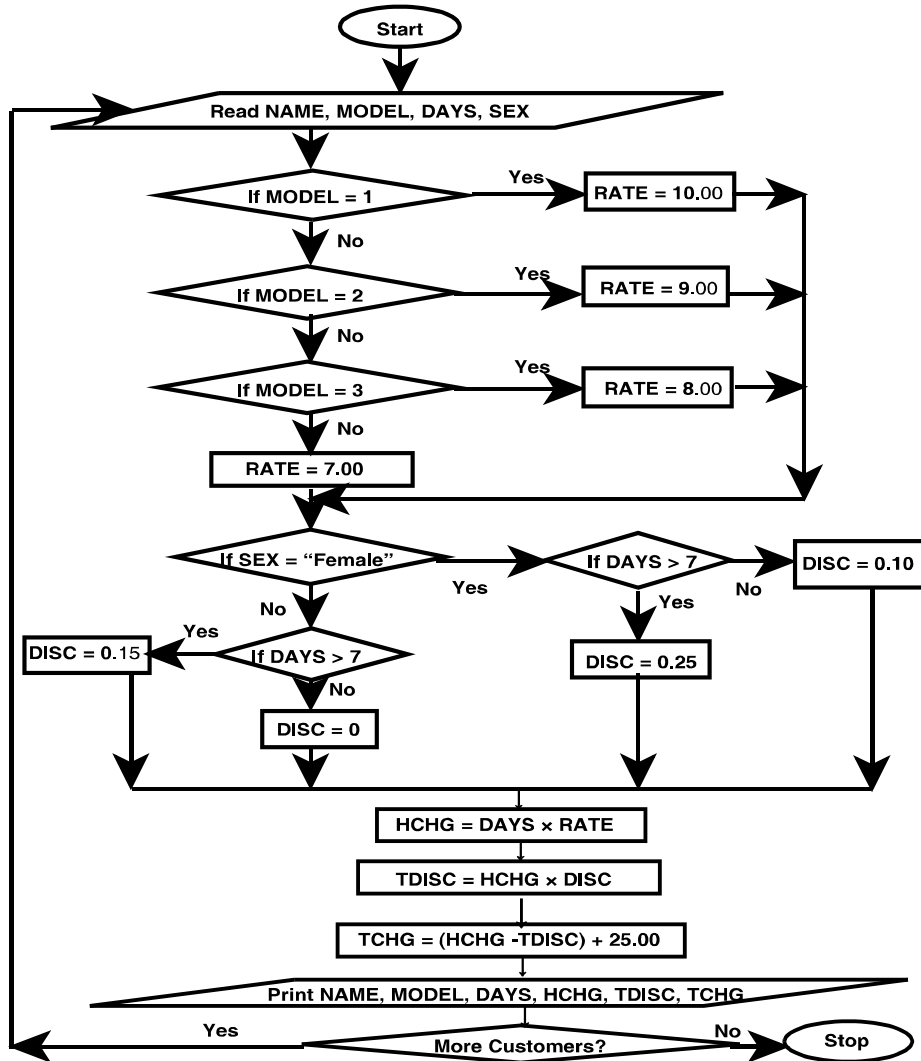 Start
Read NAME, MODEL, DAYS, SEX
If MODEL = 1
Yes
RATE = 10.00
No
If MODEL = 2
Yes
RATE = 9.00
No
If MODEL = 3
Yes
RATE = 8.00
No
RATE = 7.00
If SEX = “Female”
Yes
If DAYS > 7
No
DISC = 0.10
No
Yes
Yes
DISC = 0.15
If DAYS > 7
DISC = 0.25
No
DISC = 0
HCHG = DAYS × RATE
TDISC = HCHG × DISC
TCHG = (HCHG -TDISC) + 25.00
Print NAME, MODEL, DAYS, HCHG, TDISC, TCHG
Yes
More Customers?
No
Stop